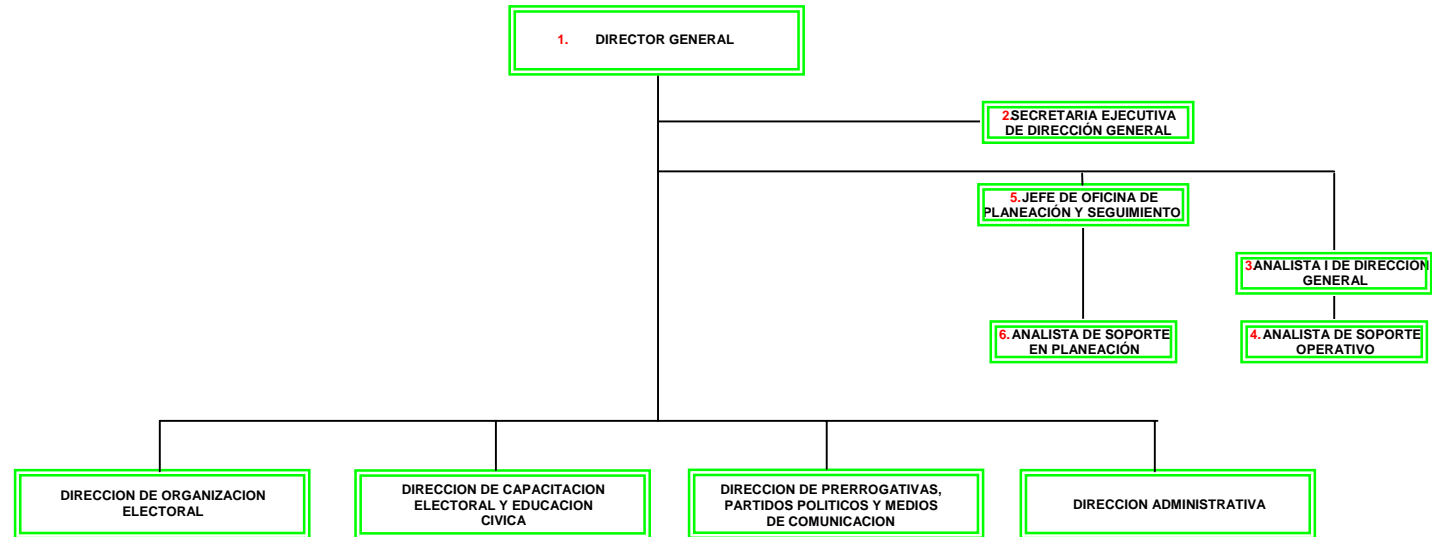 1. DIRECTOR GENERAL
2.SECRETARIA EJECUTIVA
DE DIRECCIÓN GENERAL
5.JEFE DE OFICINA DE
PLANEACIÓN Y SEGUIMIENTO
3ANALISTA I DE DIRECCION
GENERAL
6.ANALISTA DE SOPORTE
EN PLANEACIÓN
4.ANALISTA DE SOPORTE
OPERATIVO
DIRECCION DE ORGANIZACION
ELECTORAL
DIRECCION DE CAPACITACION
ELECTORAL Y EDUCACION
CIVICA
DIRECCION DE PRERROGATIVAS,
PARTIDOS POLITICOS Y MEDIOS
DE COMUNICACION
DIRECCION ADMINISTRATIVA